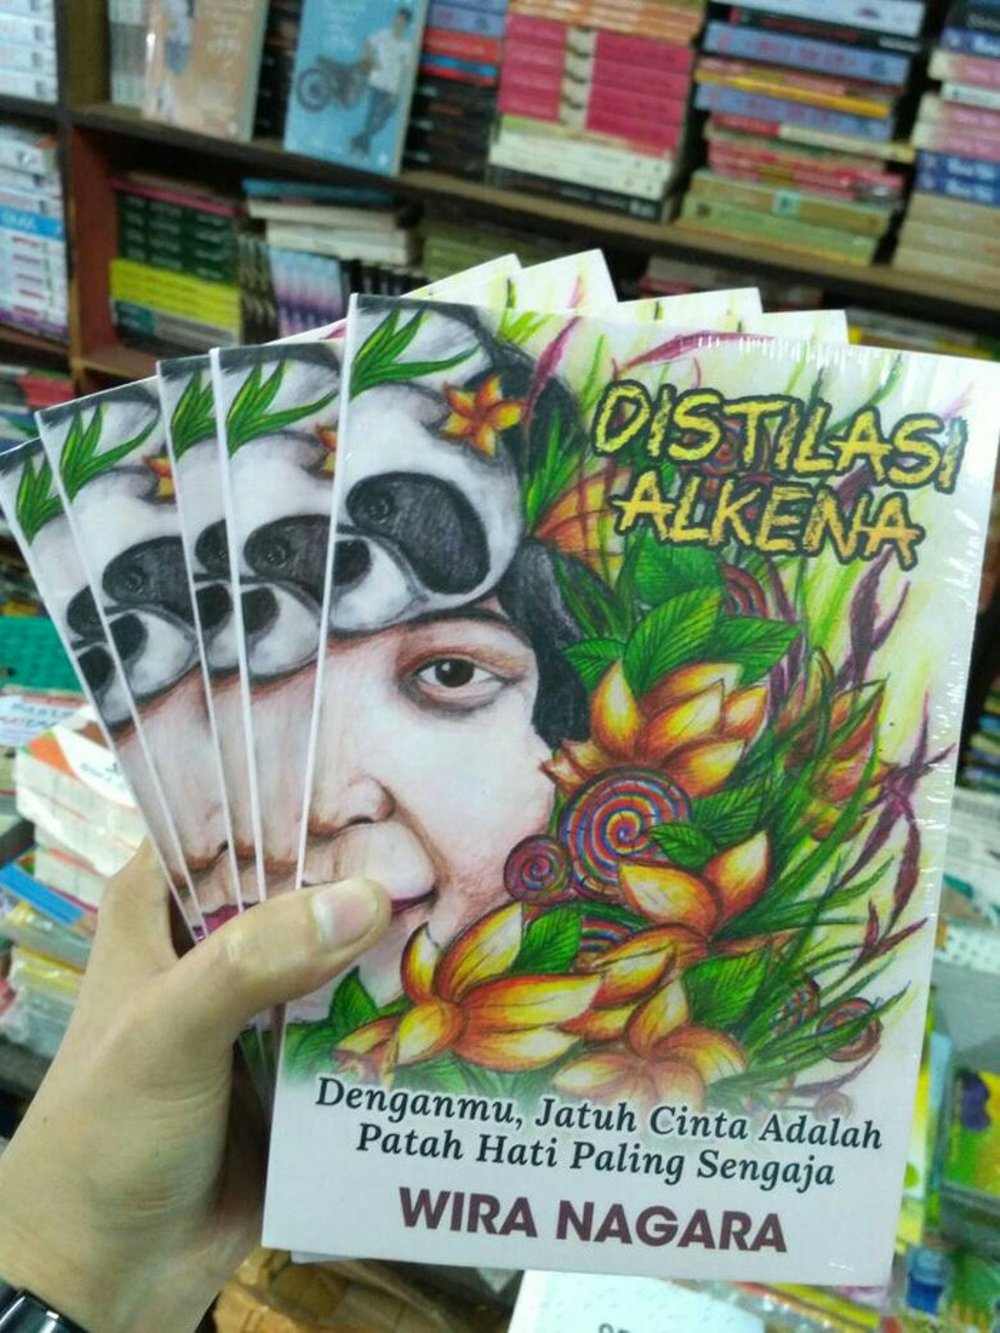 DISTILASI
ALKENA
Denganmu, Jatuh Cinta Adalah
Patah Hati Paling Sengaja
WIRA NAGARA